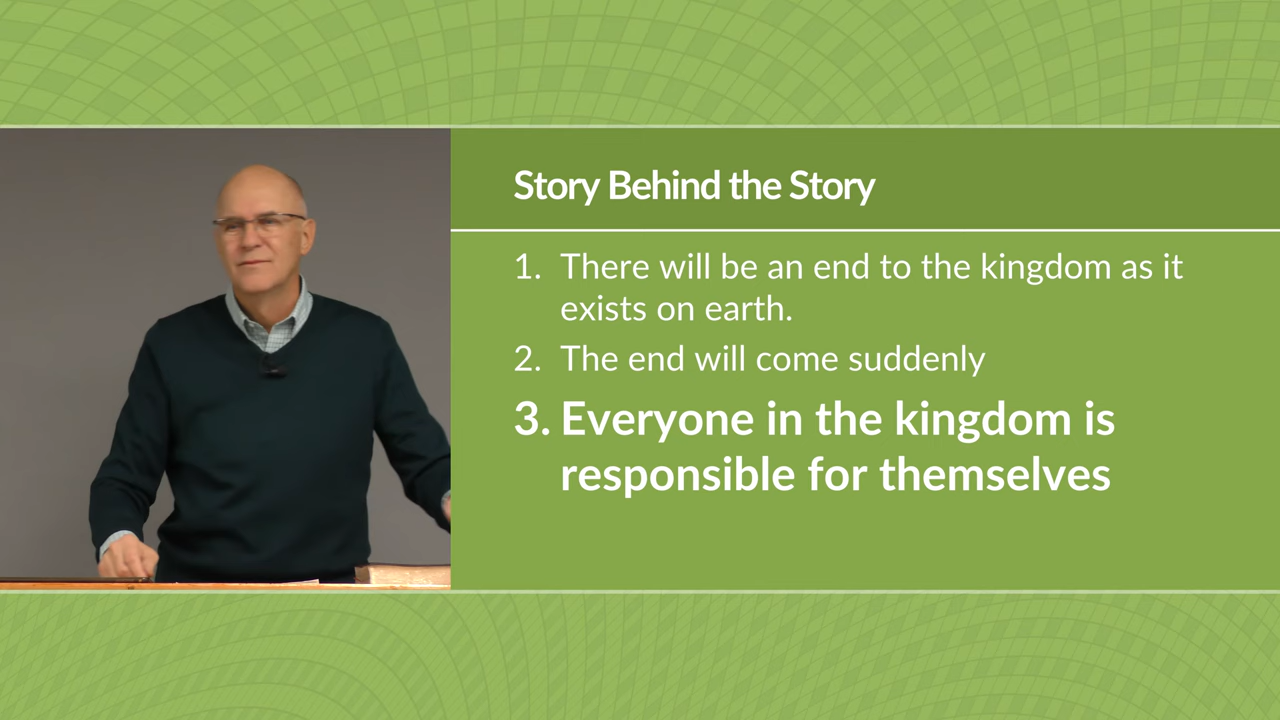 Story Behind the Story
1. There will be an end to the kingdom as it
exists on earth.
2. The end will come suddenly
3. Everyone in the kingdom is
responsible for themselves